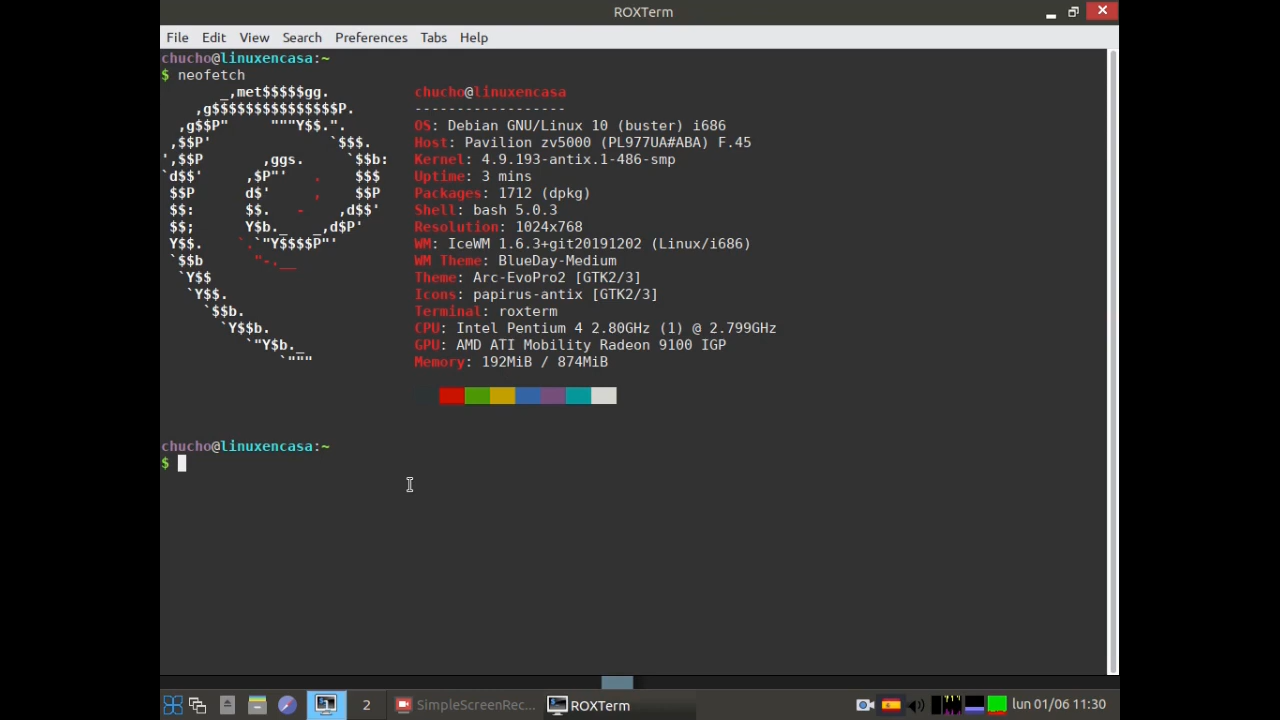 ROXTerm
File Edit View Search Preferences Tabs Help
chucho@linuxencasa:~
$ neofetch
       _,met$$$$$gg.
    ,g$$$$$$$$$$$$$$$P.
  ,g$$P"     """Y$$.".
 ,$$P'              `$$$.
',$$P       ,ggs.     `$$b:
`d$$'     ,$P"'   .    $$$
 $$P      d$'     ,    $$P
 $$:      $$.   -    ,d$$'
 $$;      Y$b._   _,d$P'
 Y$$.    `.`"Y$$$$P"'
 `$$b      "-.__
  `Y$$
   `Y$$.
     `$$b.
       `Y$$b.
          `"Y$b._
              `"""
chucho@linuxencasa
------------------
OS: Debian GNU/Linux 10 (buster) i686
Host: Pavilion zv5000 (PL977UA#ABA) F.45
Kernel: 4.9.193-antix.1-486-smp
Uptime: 3 mins
Packages: 1712 (dpkg)
Shell: bash 5.0.3
Resolution: 1024x768
WM: IceWM 1.6.3+git20191202 (Linux/i686)
WM Theme: BlueDay-Medium
Theme: Arc-EvoPro2 [GTK2/3]
Icons: papirus-antix [GTK2/3]
Terminal: roxterm
CPU: Intel Pentium 4 2.80GHz (1) @ 2.799GHz
GPU: AMD ATI Mobility Radeon 9100 IGP
Memory: 192MiB / 874MiB
chucho@linuxencasa:~
$
1 2 SimpleScreenRec... ROXTerm lun 01/06 11:30